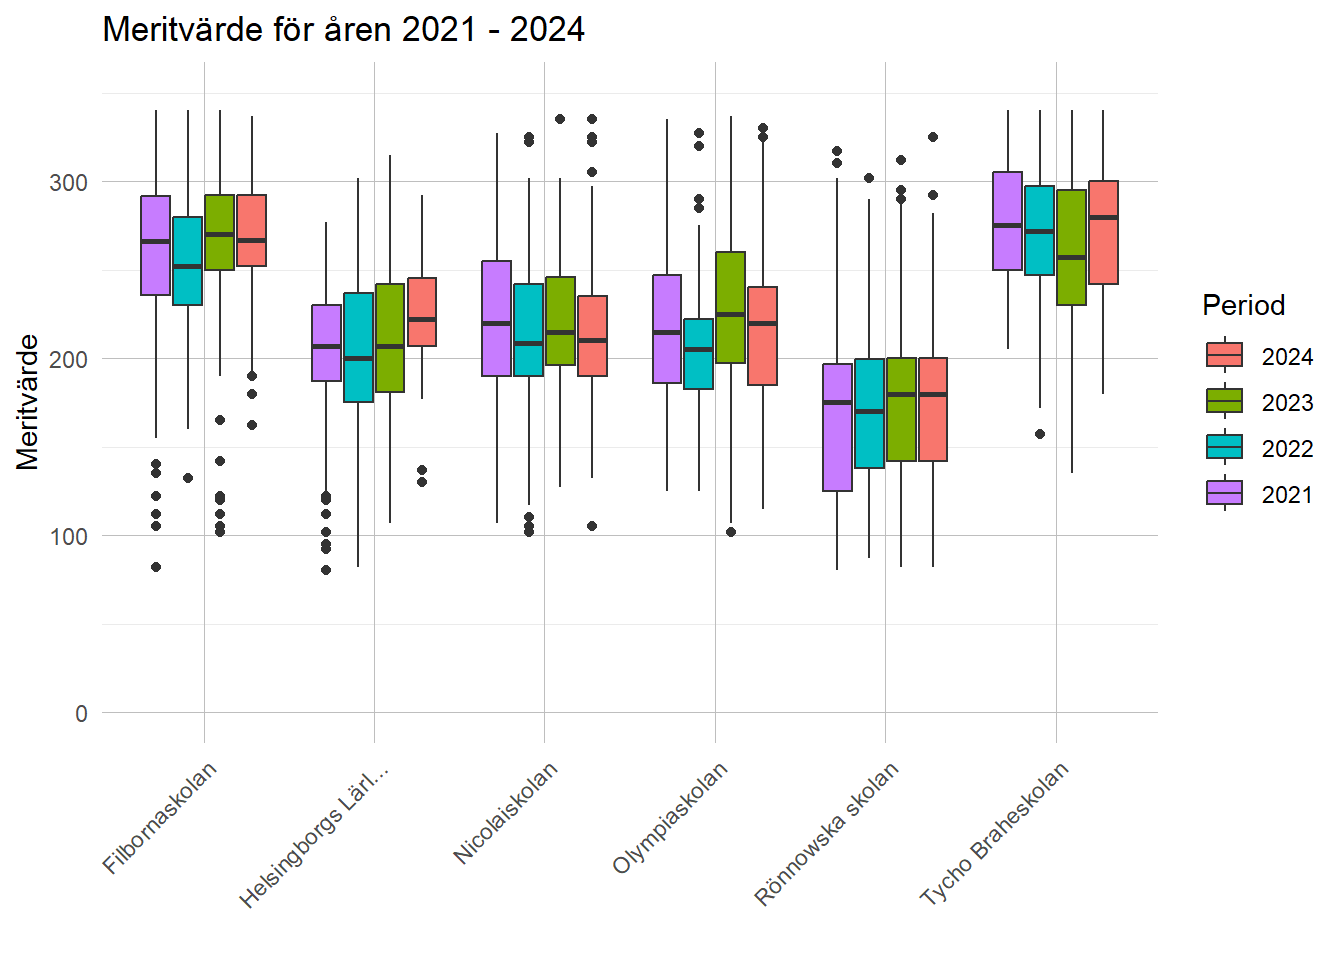 Meritvärde för åren 2021 - 2024
Meritvärde
300
200
100
0
Filbornaskolan
Helsingborgs Lärl...
Nicolaiskolan
Olympiaskolan
Rönnowska skolan
Tycho Braheskolan
Period
2024
2023
2022
2021